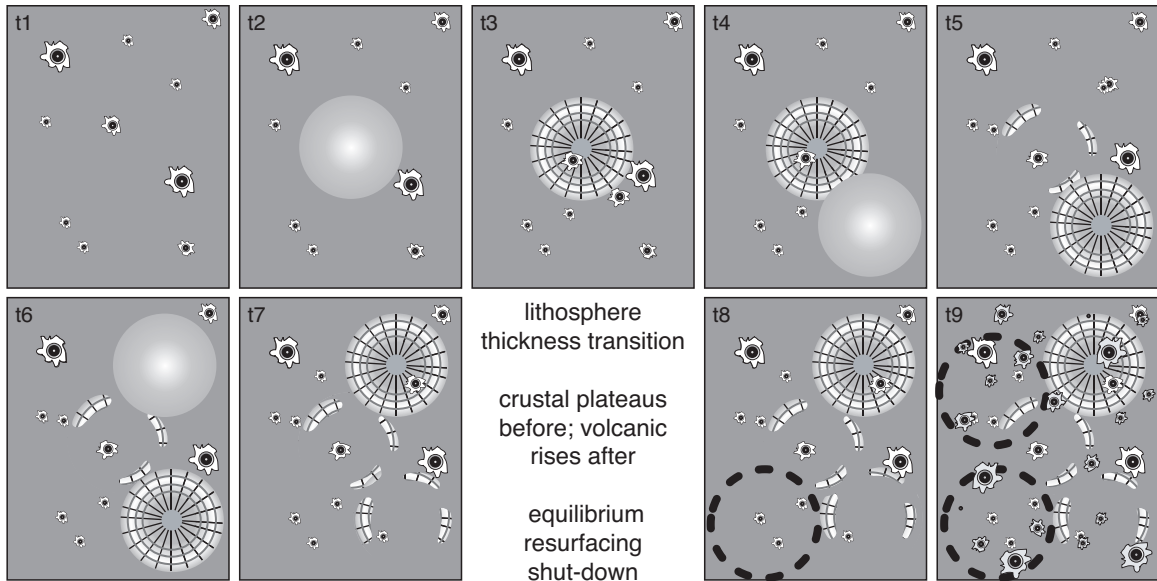 t1
t2
t3
t4
t5
t6
t7
lithosphere
thickness transition
crustal plateaus
before; volcanic
rises after
equilibrium
resurfacing
shut-down
t8
t9